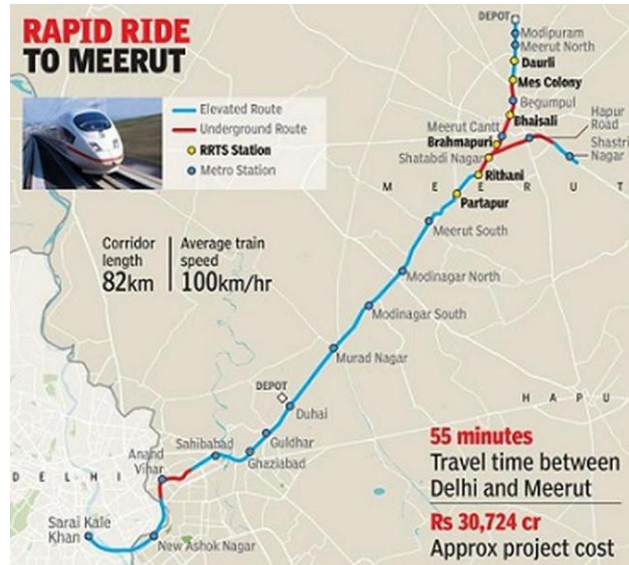 RAPID RIDE
TO MEERUT
Elevated Route
Underground Route
RRTS Station
Metro Station
Corridor
length
82km
Average train
speed
100km/hr
DEPOT
Modipuram
Meerut North
Daurli
Mes Colony
Begumpul
Bhaisali
Hapur
Road
Meerut Cantt
Brahmapuri
Shastri
Nagar
Shatabdi Nagar
Rithani
MEERUT
Partapur
Meerut South
Modinagar North
Modinagar South
Murad Nagar
DEPOT
Duhai
HAPU
Guldhar
Sahibabad
Ghaziabad
Anand
Vihar
DELHI
Sarai Kale
Khan
New Ashok Nagar
55 minutes
Travel time between
Delhi and Meerut
Rs 30,724 cr
Approx project cost